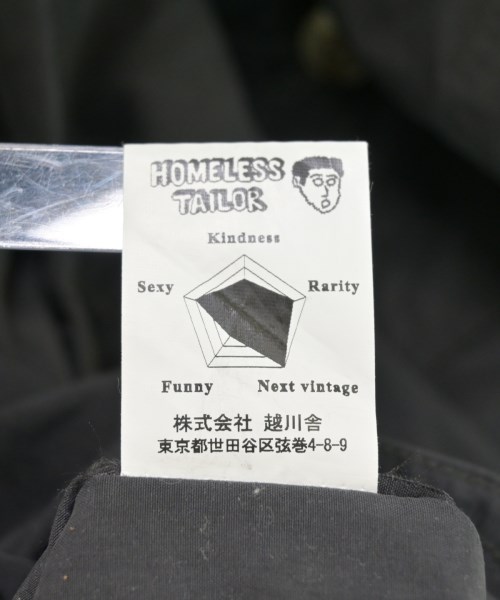 HOMELESS
TAILOR
Kindness
Sexy
Rarity
Funny
Next vintage
株式会社 越川舎
東京都世田谷区弦巻4-8-9